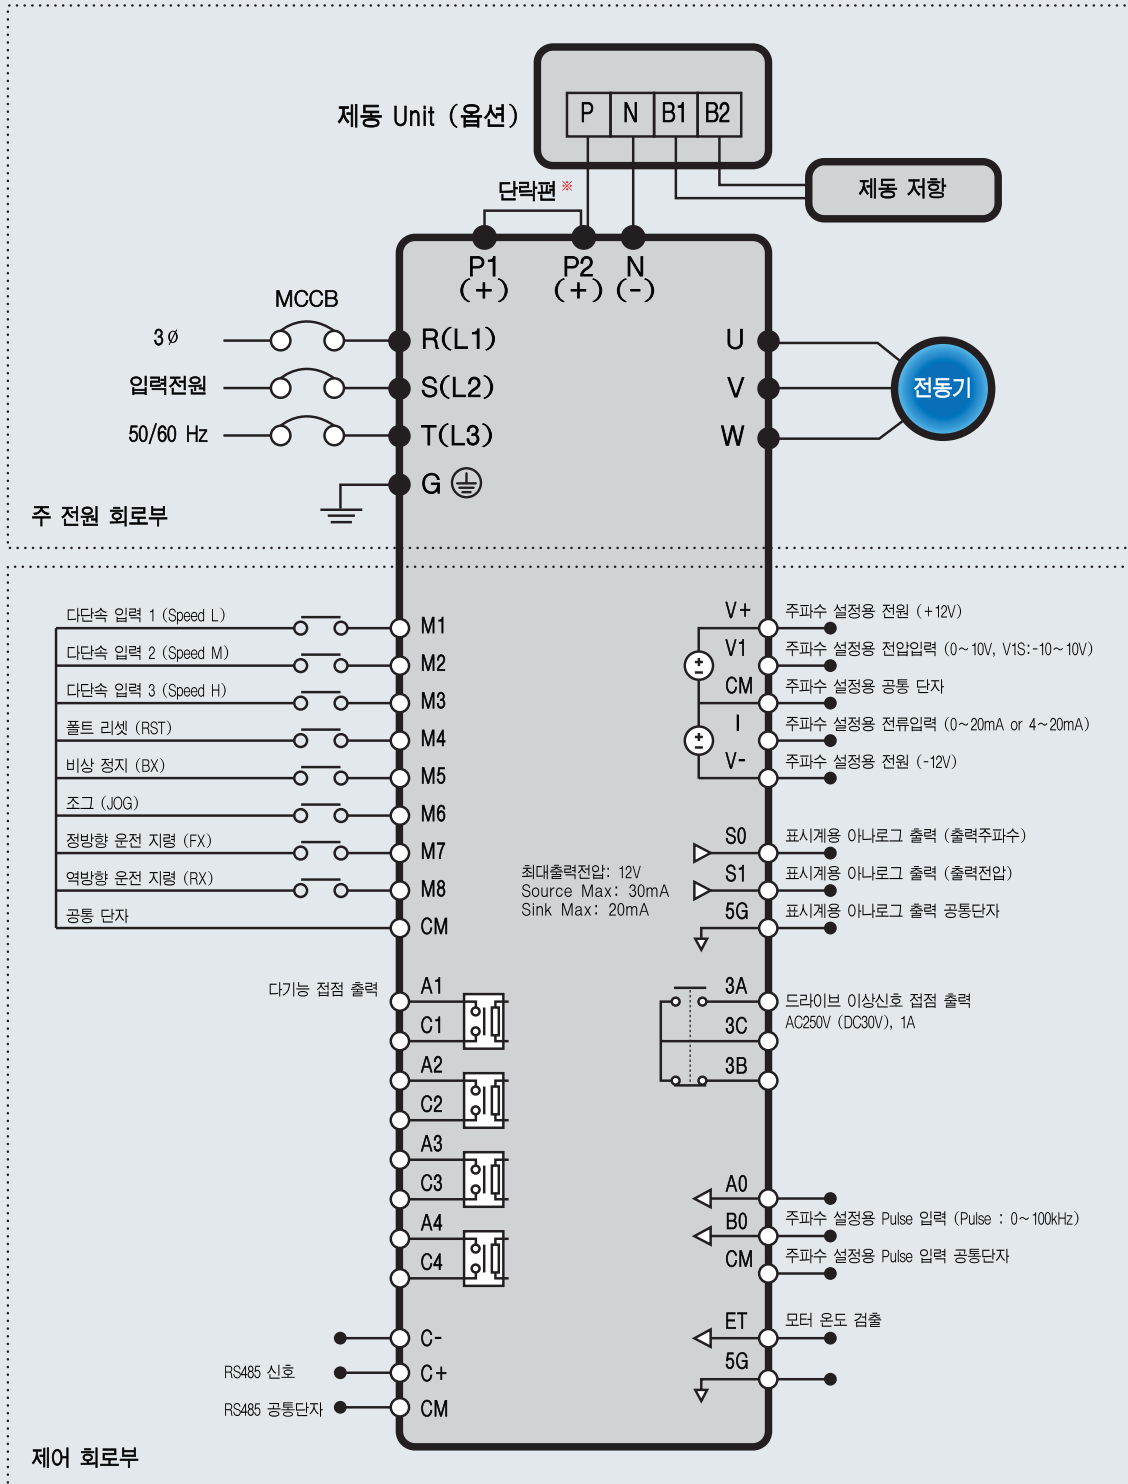 제동 Unit (옵션)
P N B1 B2
제동 저항
단락편 ※
P1 P2 N
(+) (+) (-)
MCCB
3ø
입력전원
50/60 Hz
R(L1)
S(L2)
T(L3)
G
U
V
W
전동기
주 전원 회로부
다단속 입력 1 (Speed L)
M1
다단속 입력 2 (Speed M)
M2
다단속 입력 3 (Speed H)
M3
폴트 리셋 (RST)
M4
비상 정지 (BX)
M5
조그 (JOG)
M6
정방향 운전 지령 (FX)
M7
역방향 운전 지령 (RX)
M8
공통 단자
CM
V+
주파수 설정용 전원 (+12V)
V1
주파수 설정용 전압입력 (0~10V, V1S:-10~10V)
CM
주파수 설정용 공통 단자
I
주파수 설정용 전류입력 (0~20mA or 4~20mA)
V-
주파수 설정용 전원 (-12V)
최대출력전압: 12V
Source Max: 30mA
Sink Max: 20mA
S0
표시계용 아나로그 출력 (출력주파수)
S1
표시계용 아나로그 출력 (출력전압)
5G
표시계용 아나로그 출력 공통단자
다기능 접점 출력
A1
C1
A2
C2
A3
C3
A4
C4
3A
드라이브 이상신호 접점 출력
AC250V (DC30V), 1A
3C
3B
A0
B0
주파수 설정용 Pulse 입력 (Pulse : 0~100kHz)
CM
주파수 설정용 Pulse 입력 공통단자
ET
모터 온도 검출
5G
C-
RS485 신호
C+
RS485 공통단자
CM
제어 회로부